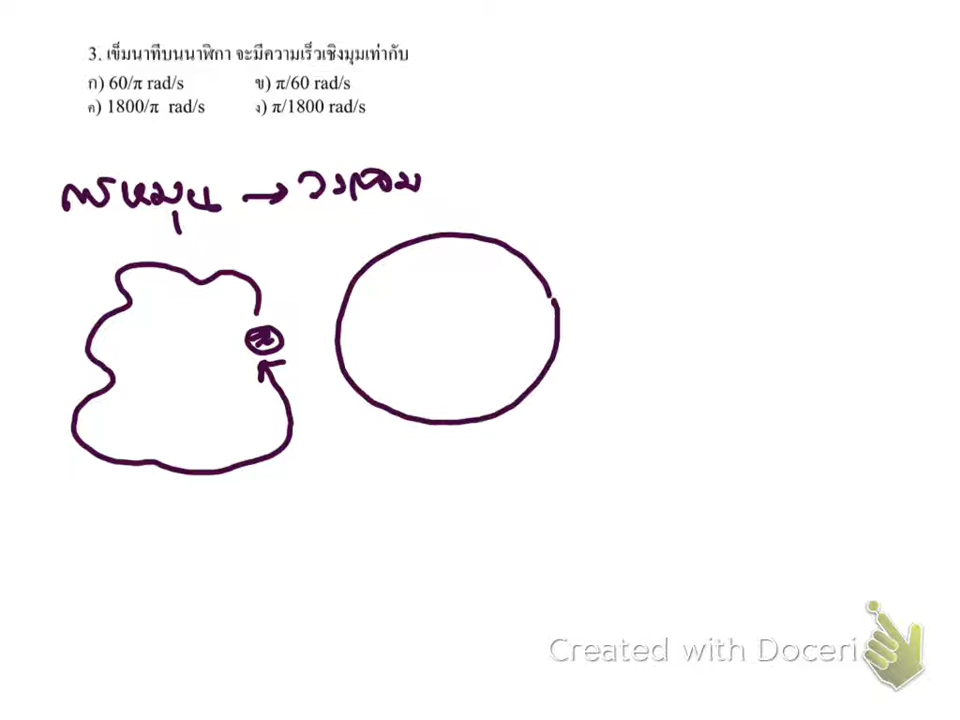 3. เข็มนาทีบนนาฬิกา จะมีความเร็วเชิงมุมเท่ากับ
ก) 60/π rad/s ข) π/60 rad/s
ค) 1800/π rad/s ง) π/1800 rad/s
การหมุน → วงกลม
Created with Doceri